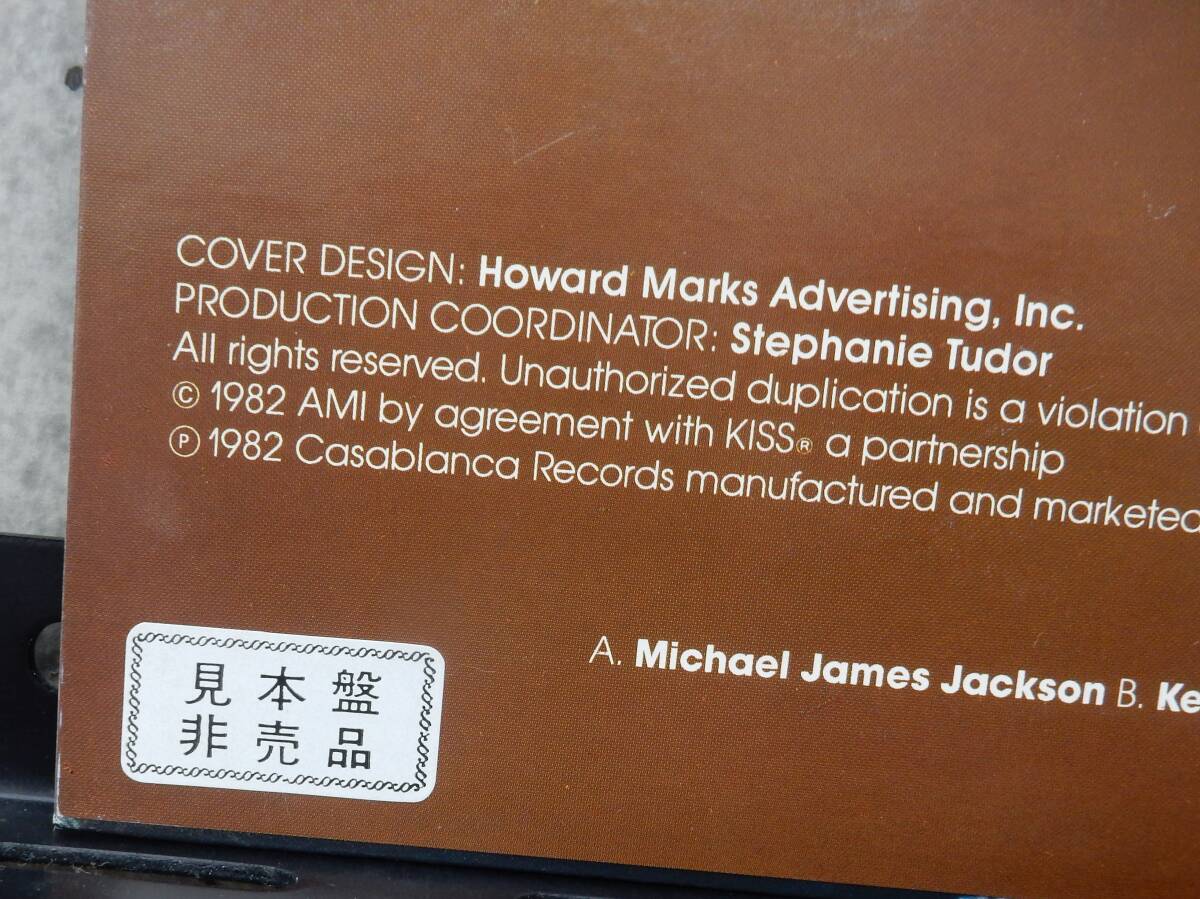 COVER DESIGN: Howard Marks Advertising, Inc.
PRODUCTION COORDINATOR: Stephanie Tudor
All rights reserved. Unauthorized duplication is a violation
© 1982 AMI by agreement with KISS® a partnership
℗ 1982 Casablanca Records manufactured and marketed
A. Michael James Jackson B. Ke
見本盤
非売品